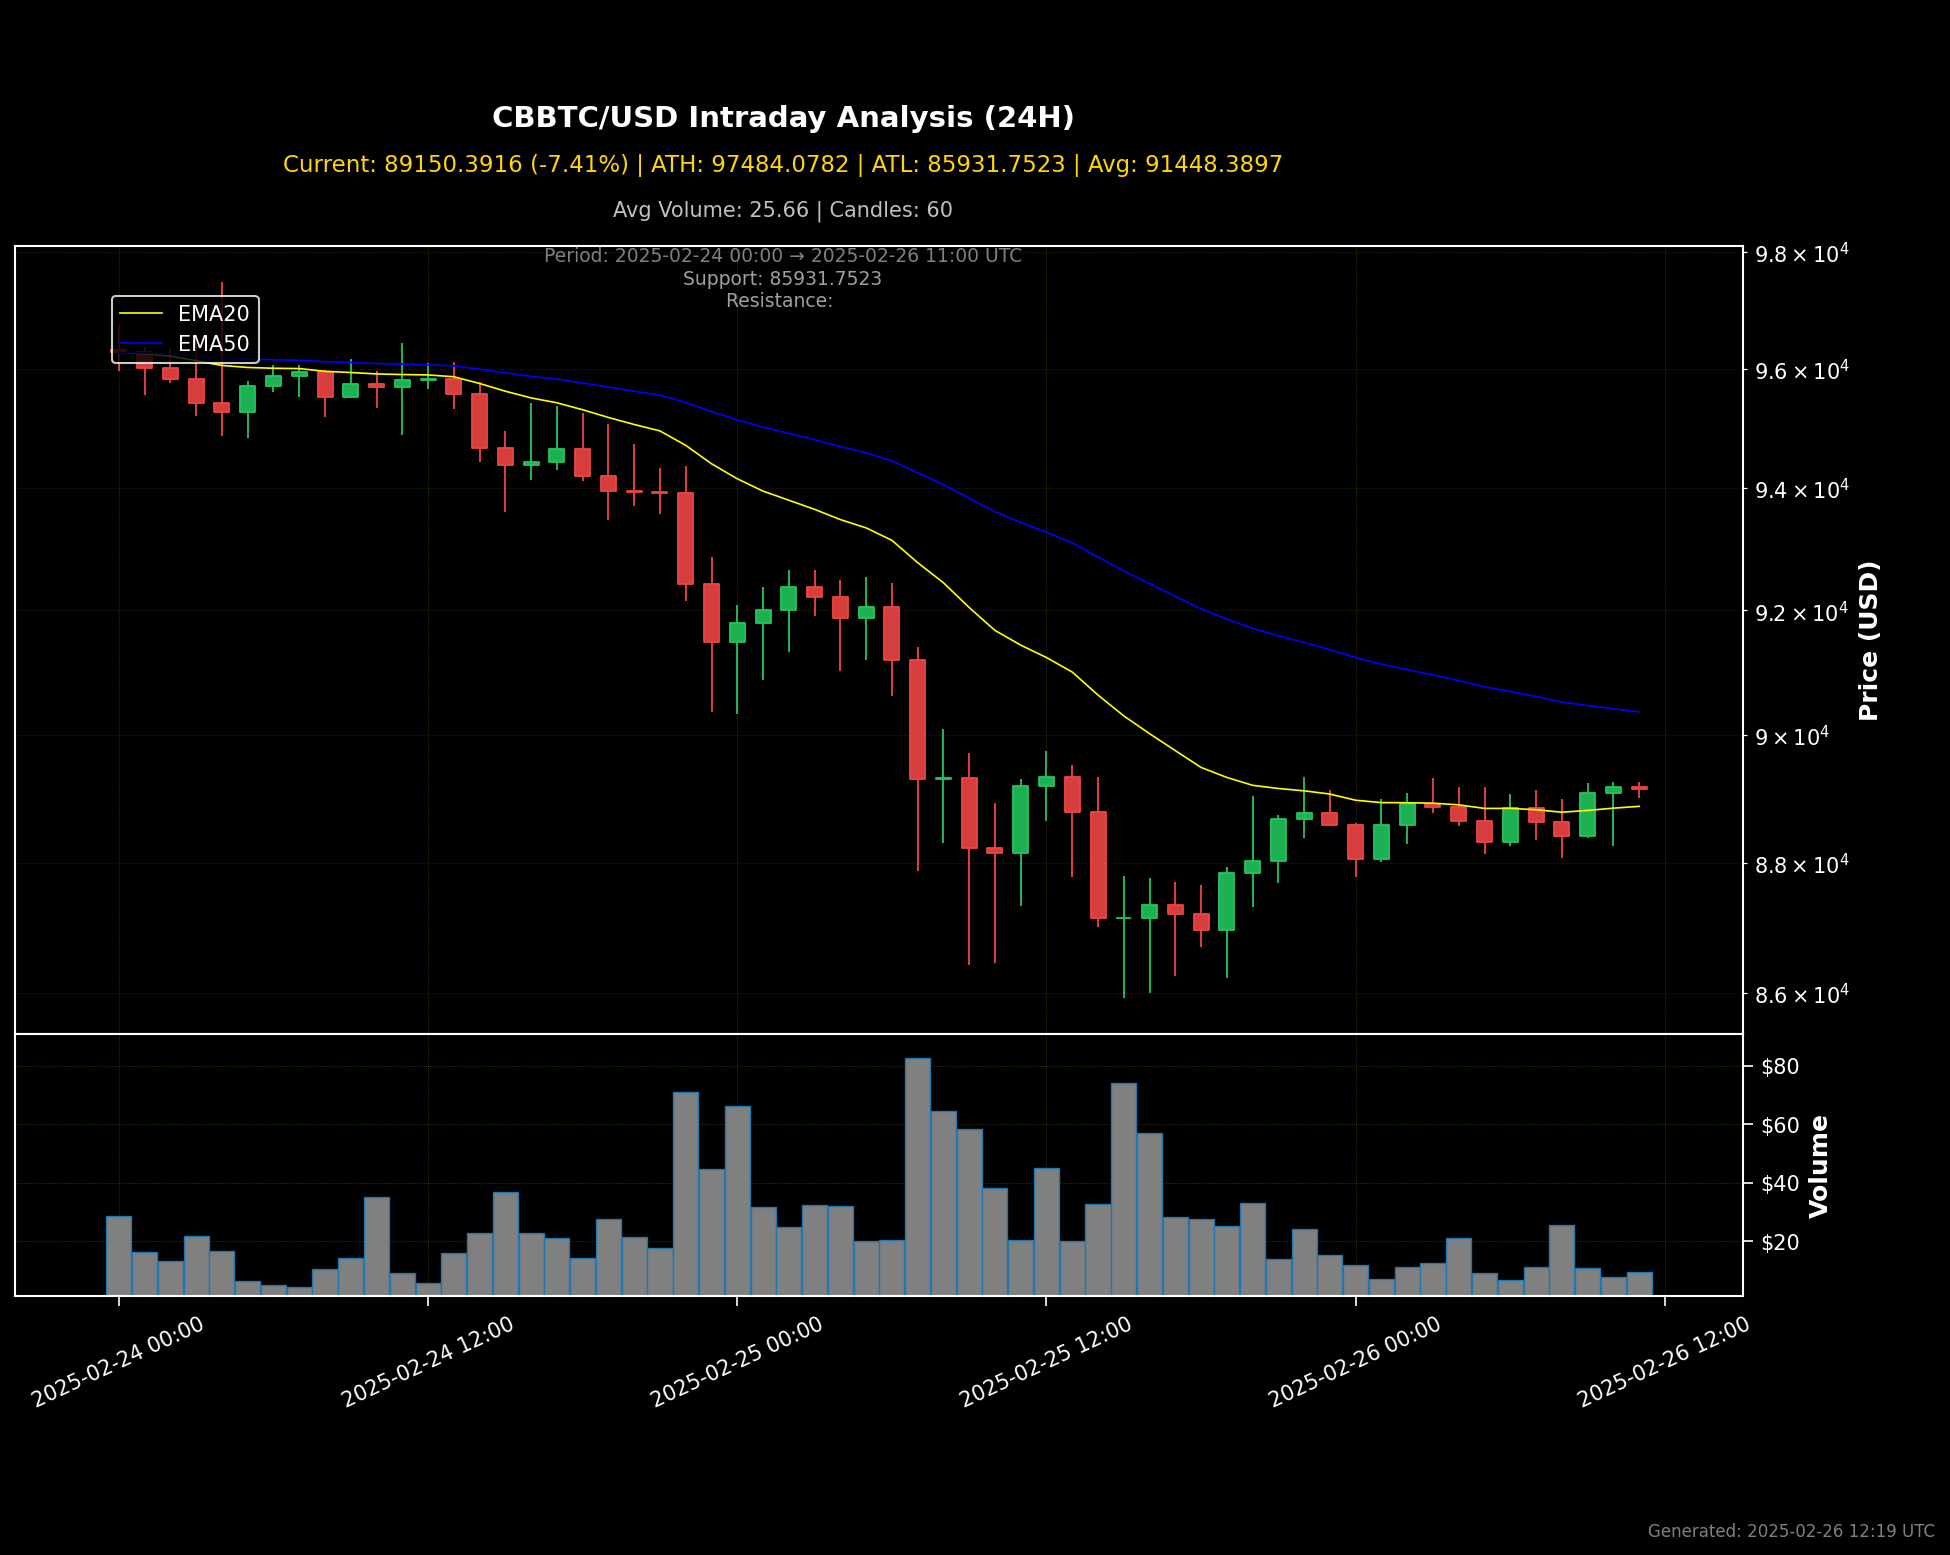 CBBTC/USD Intraday Analysis (24H)
Current: 89150.3916 (-7.41%) | ATH: 97484.0782 | ATL: 85931.7523 | Avg: 91448.3897
Avg Volume: 25.66 | Candles: 60
Period: 2025-02-24 00:00 → 2025-02-26 11:00 UTC
Support: 85931.7523
Resistance:
EMA20
EMA50
9.8 × 10⁴
9.6 × 10⁴
9.4 × 10⁴
9.2 × 10⁴
9 × 10⁴
8.8 × 10⁴
8.6 × 10⁴
Price (USD)
$80
$60
$40
$20
Volume
2025-02-24 00:00
2025-02-24 12:00
2025-02-25 00:00
2025-02-25 12:00
2025-02-26 00:00
2025-02-26 12:00
Generated: 2025-02-26 12:19 UTC